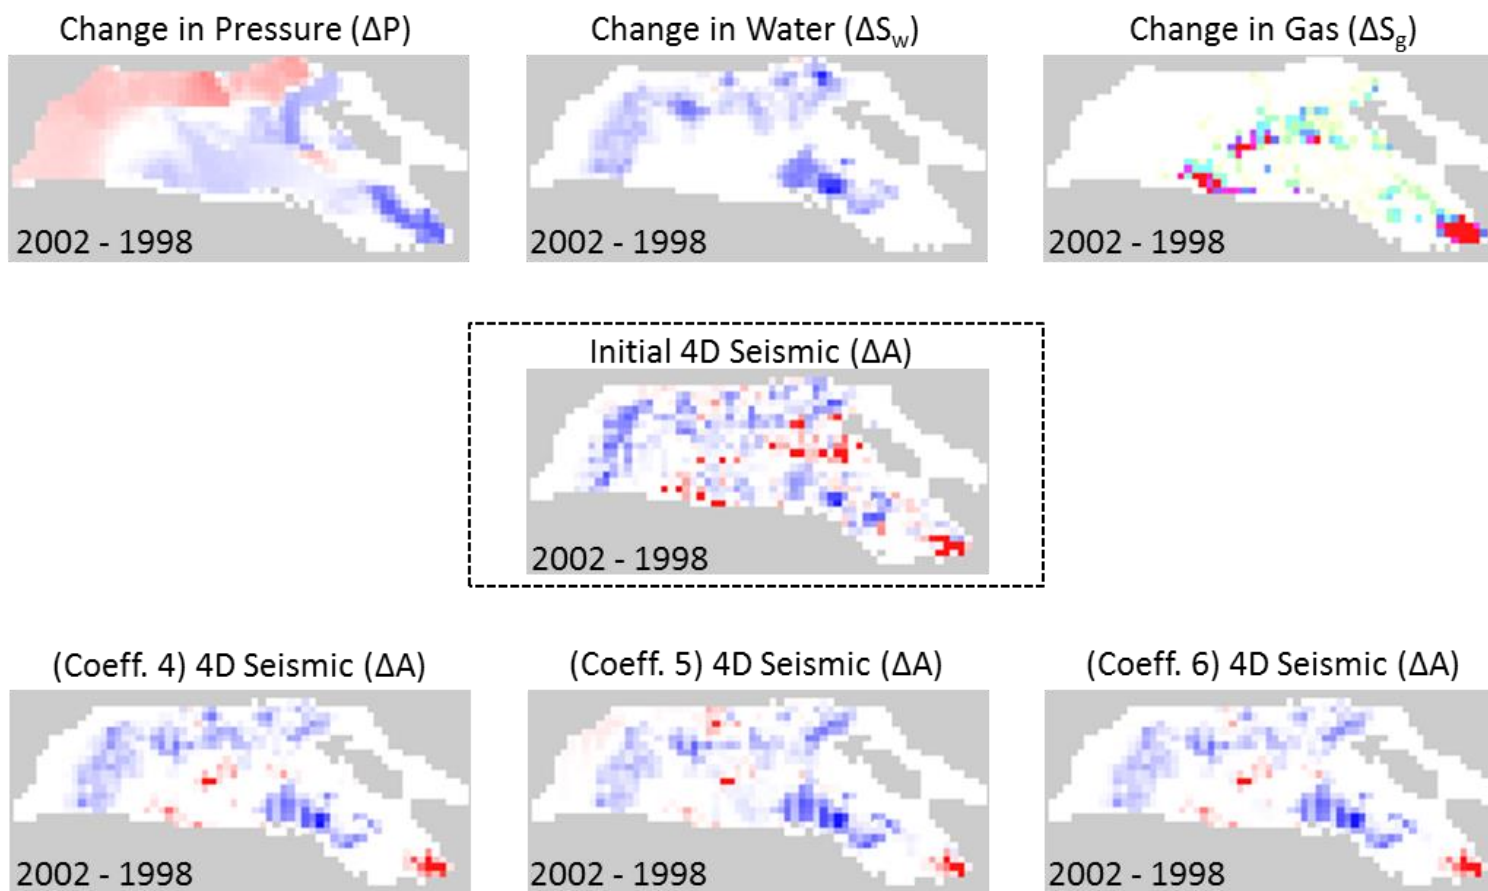 Change in Pressure (ΔP)
Change in Water (ΔSw)
Change in Gas (ΔSg)
2002 - 1998
2002 - 1998
2002 - 1998
Initial 4D Seismic (ΔA)
2002 - 1998
(Coeff. 4) 4D Seismic (ΔA)
(Coeff. 5) 4D Seismic (ΔA)
(Coeff. 6) 4D Seismic (ΔA)
2002 - 1998
2002 - 1998
2002 - 1998